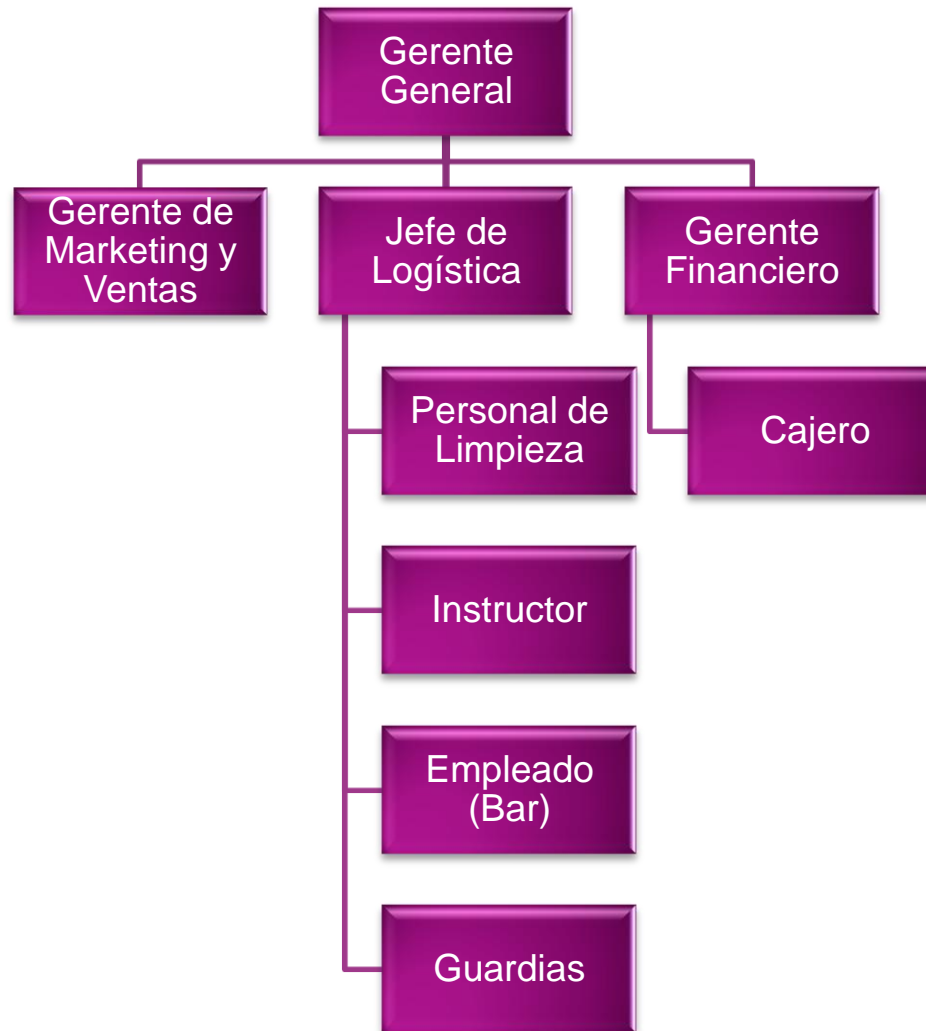 Gerente
General
Gerente de
Marketing y
Ventas
Jefe de
Logística
Gerente
Financiero
Personal de
Limpieza
Cajero
Instructor
Empleado
(Bar)
Guardias